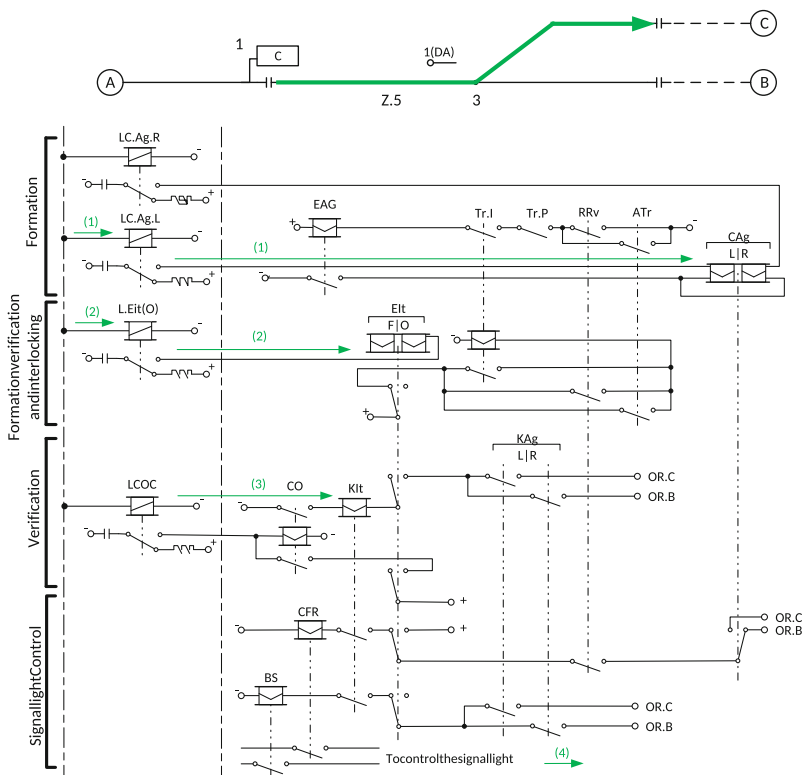 C
1
C
1(DA)
A
B
Z.5
3
Formation
LC.Ag.R
-
-
+
LC.Ag.L
(1)
-
(1)
-
+
EAG
+
Tr.I
Tr.P
RRv
ATr
-
-
CAg
L|R
Formationverification
andinterlocking
L.Eit(O)
(2)
-
(2)
-
+
EIt
F|O
-
+
Verification
LCOC
-
(3)
-
+
CO
-
KIt
-
KAg
L|R
OR.C
OR.B
+
SignallightControl
CFR
-
+
OR.C
OR.B
BS
-
OR.C
OR.B
Tocontrolthesignallight
(4)